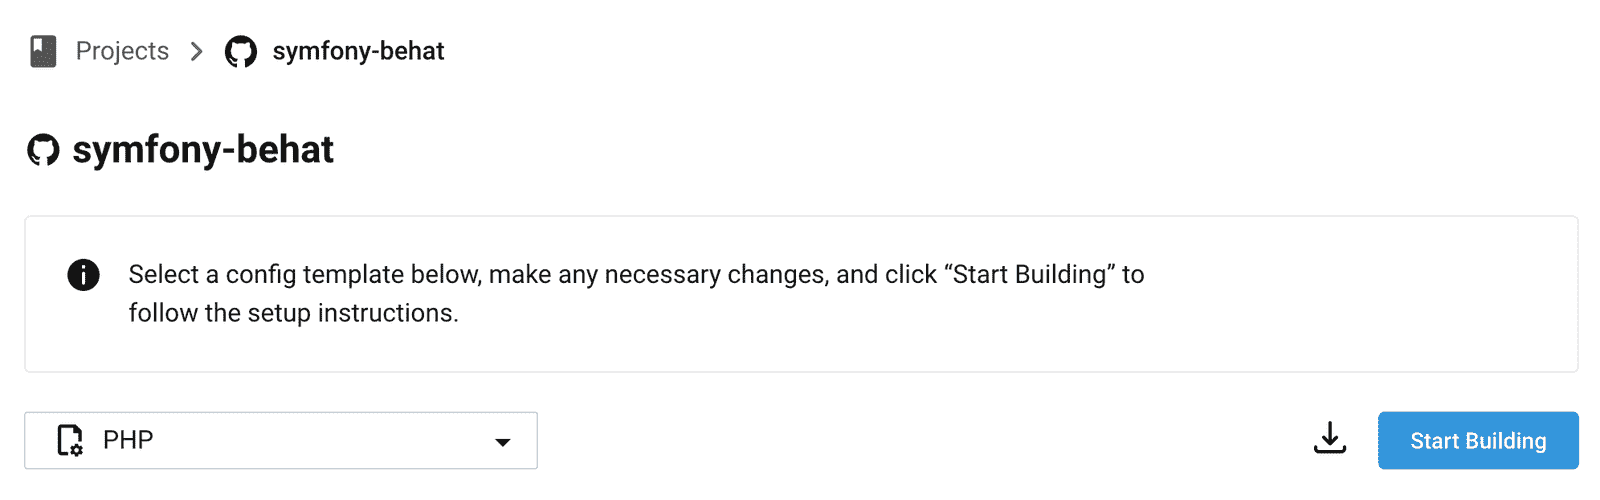 Projects > symfony-behat
symfony-behat
Select a config template below, make any necessary changes, and click “Start Building” to
follow the setup instructions.
PHP
Start Building